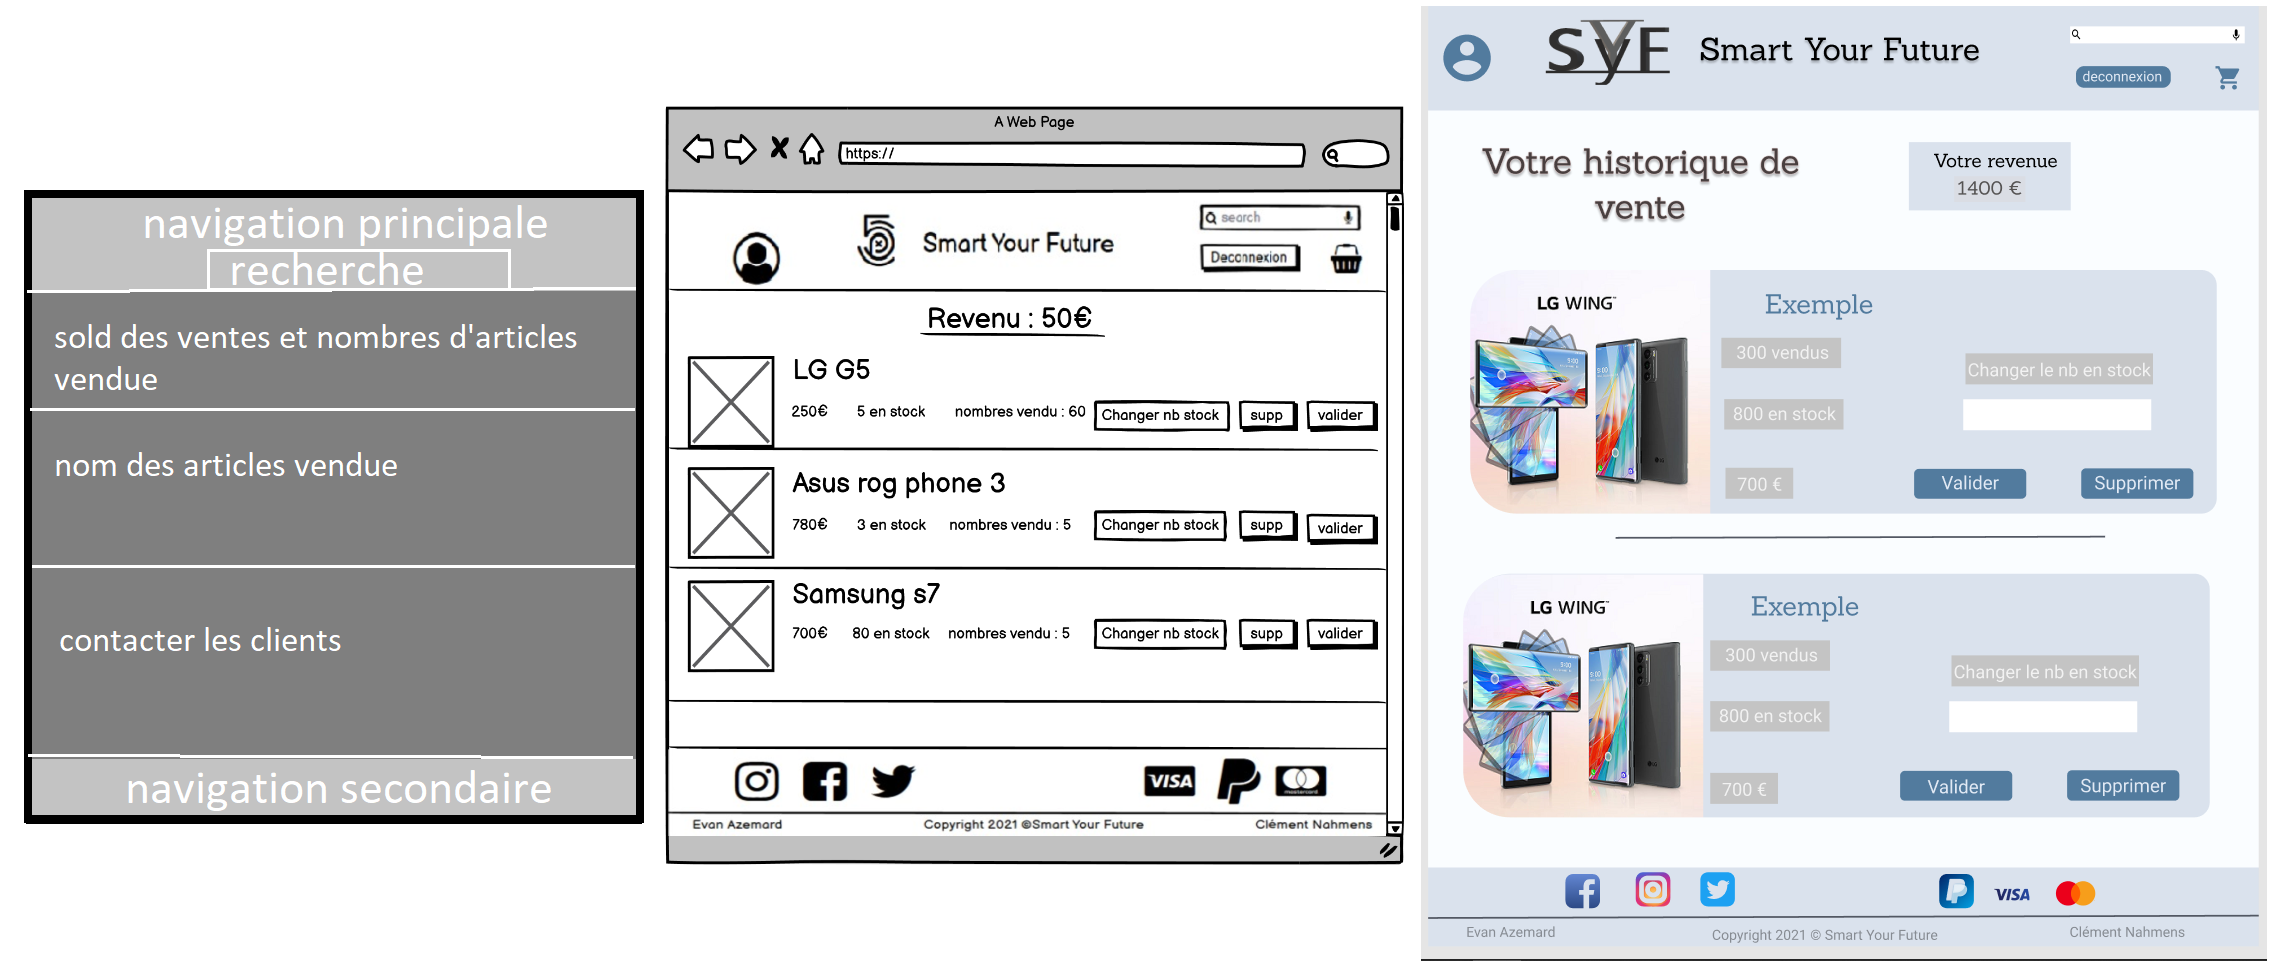 navigation principale
recherche
sold des ventes et nombres d'articles
vendue
nom des articles vendue
contacter les clients
navigation secondaire
A Web Page
https://
search
Smart Your Future
Deconnexion
Revenu : 50€
LG G5
250€ 5 en stock nombres vendu : 60 Changer nb stock supp valider
Asus rog phone 3
780€ 3 en stock nombres vendu : 5 Changer nb stock supp valider
Samsung s7
700€ 80 en stock nombres vendu : 5 Changer nb stock supp valider
VISA
mastercard
Evan Azemard Copyright 2021 ©Smart Your Future Clément Nahmens
SYF Smart Your Future
deconnexion
Votre historique de
vente
Votre revenue
1400 €
LG WING™
Exemple
300 vendus
Changer le nb en stock
800 en stock
700 € Valider Supprimer
LG WING™
Exemple
300 vendus
Changer le nb en stock
800 en stock
700 € Valider Supprimer
VISA
Evan Azemard Copyright 2021 © Smart Your Future Clément Nahmens